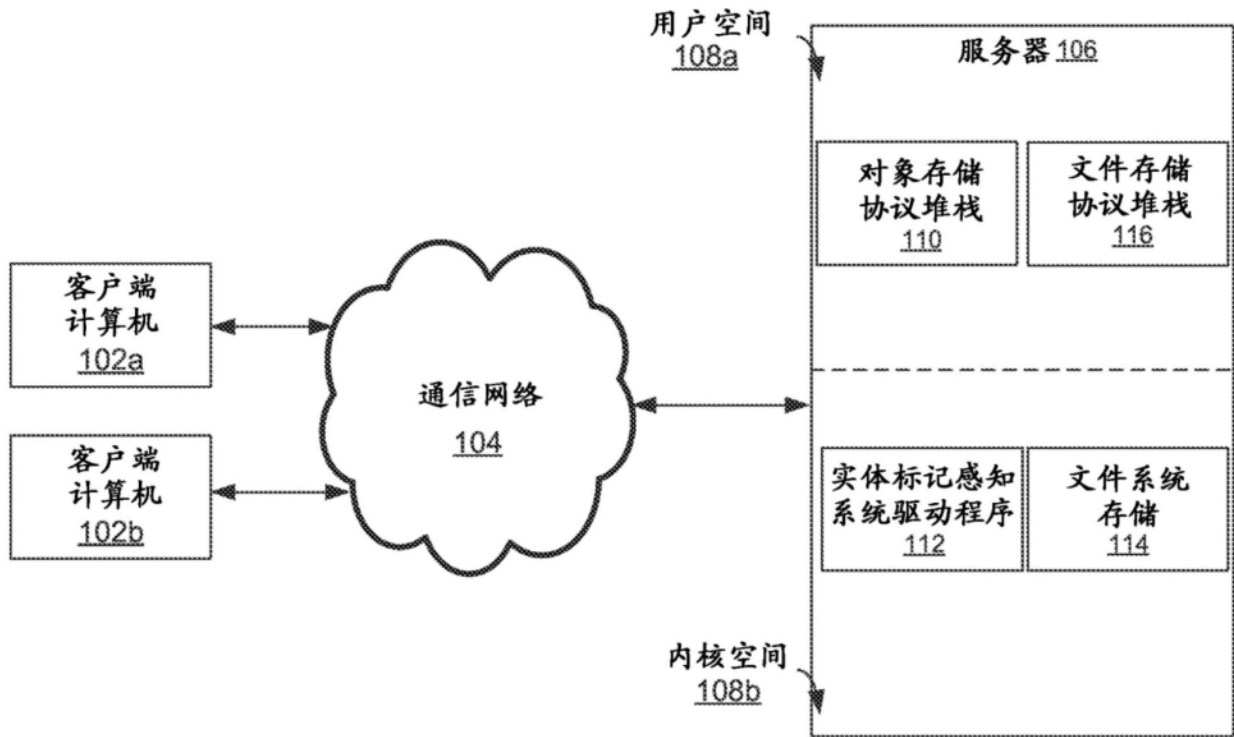 用户空间
108a
服务器 106
对象存储
协议堆栈
110
文件存储
协议堆栈
116
客户端
计算机
102a
通信网络
104
客户端
计算机
102b
实体标记感知
系统驱动程序
112
文件系统
存储
114
内核空间
108b